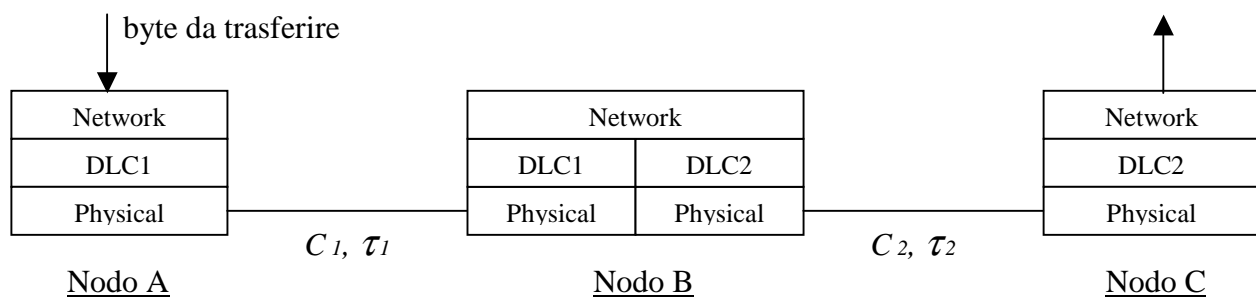 byte da trasferire
Network
Network
Network
DLC1
DLC1
DLC2
DLC2
Physical
Physical
Physical
Physical
C 1, τ1
C 2, τ2
Nodo A
Nodo B
Nodo C